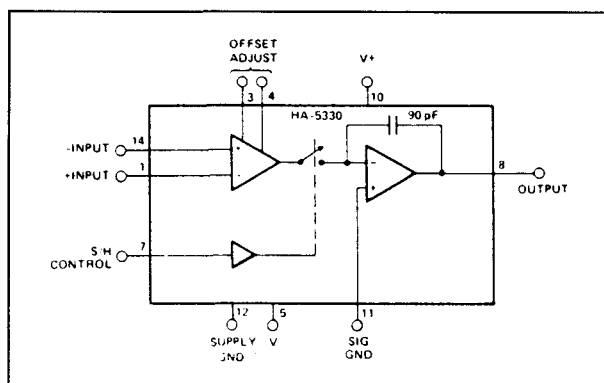 OFFSET
ADJUST
V+
3 4
10
HA-5330
90 pF
-INPUT
14
+INPUT
1
+
-
-
+
8
OUTPUT
S/H
CONTROL
7
12
5
11
SUPPLY
GND
V
SIG
GND